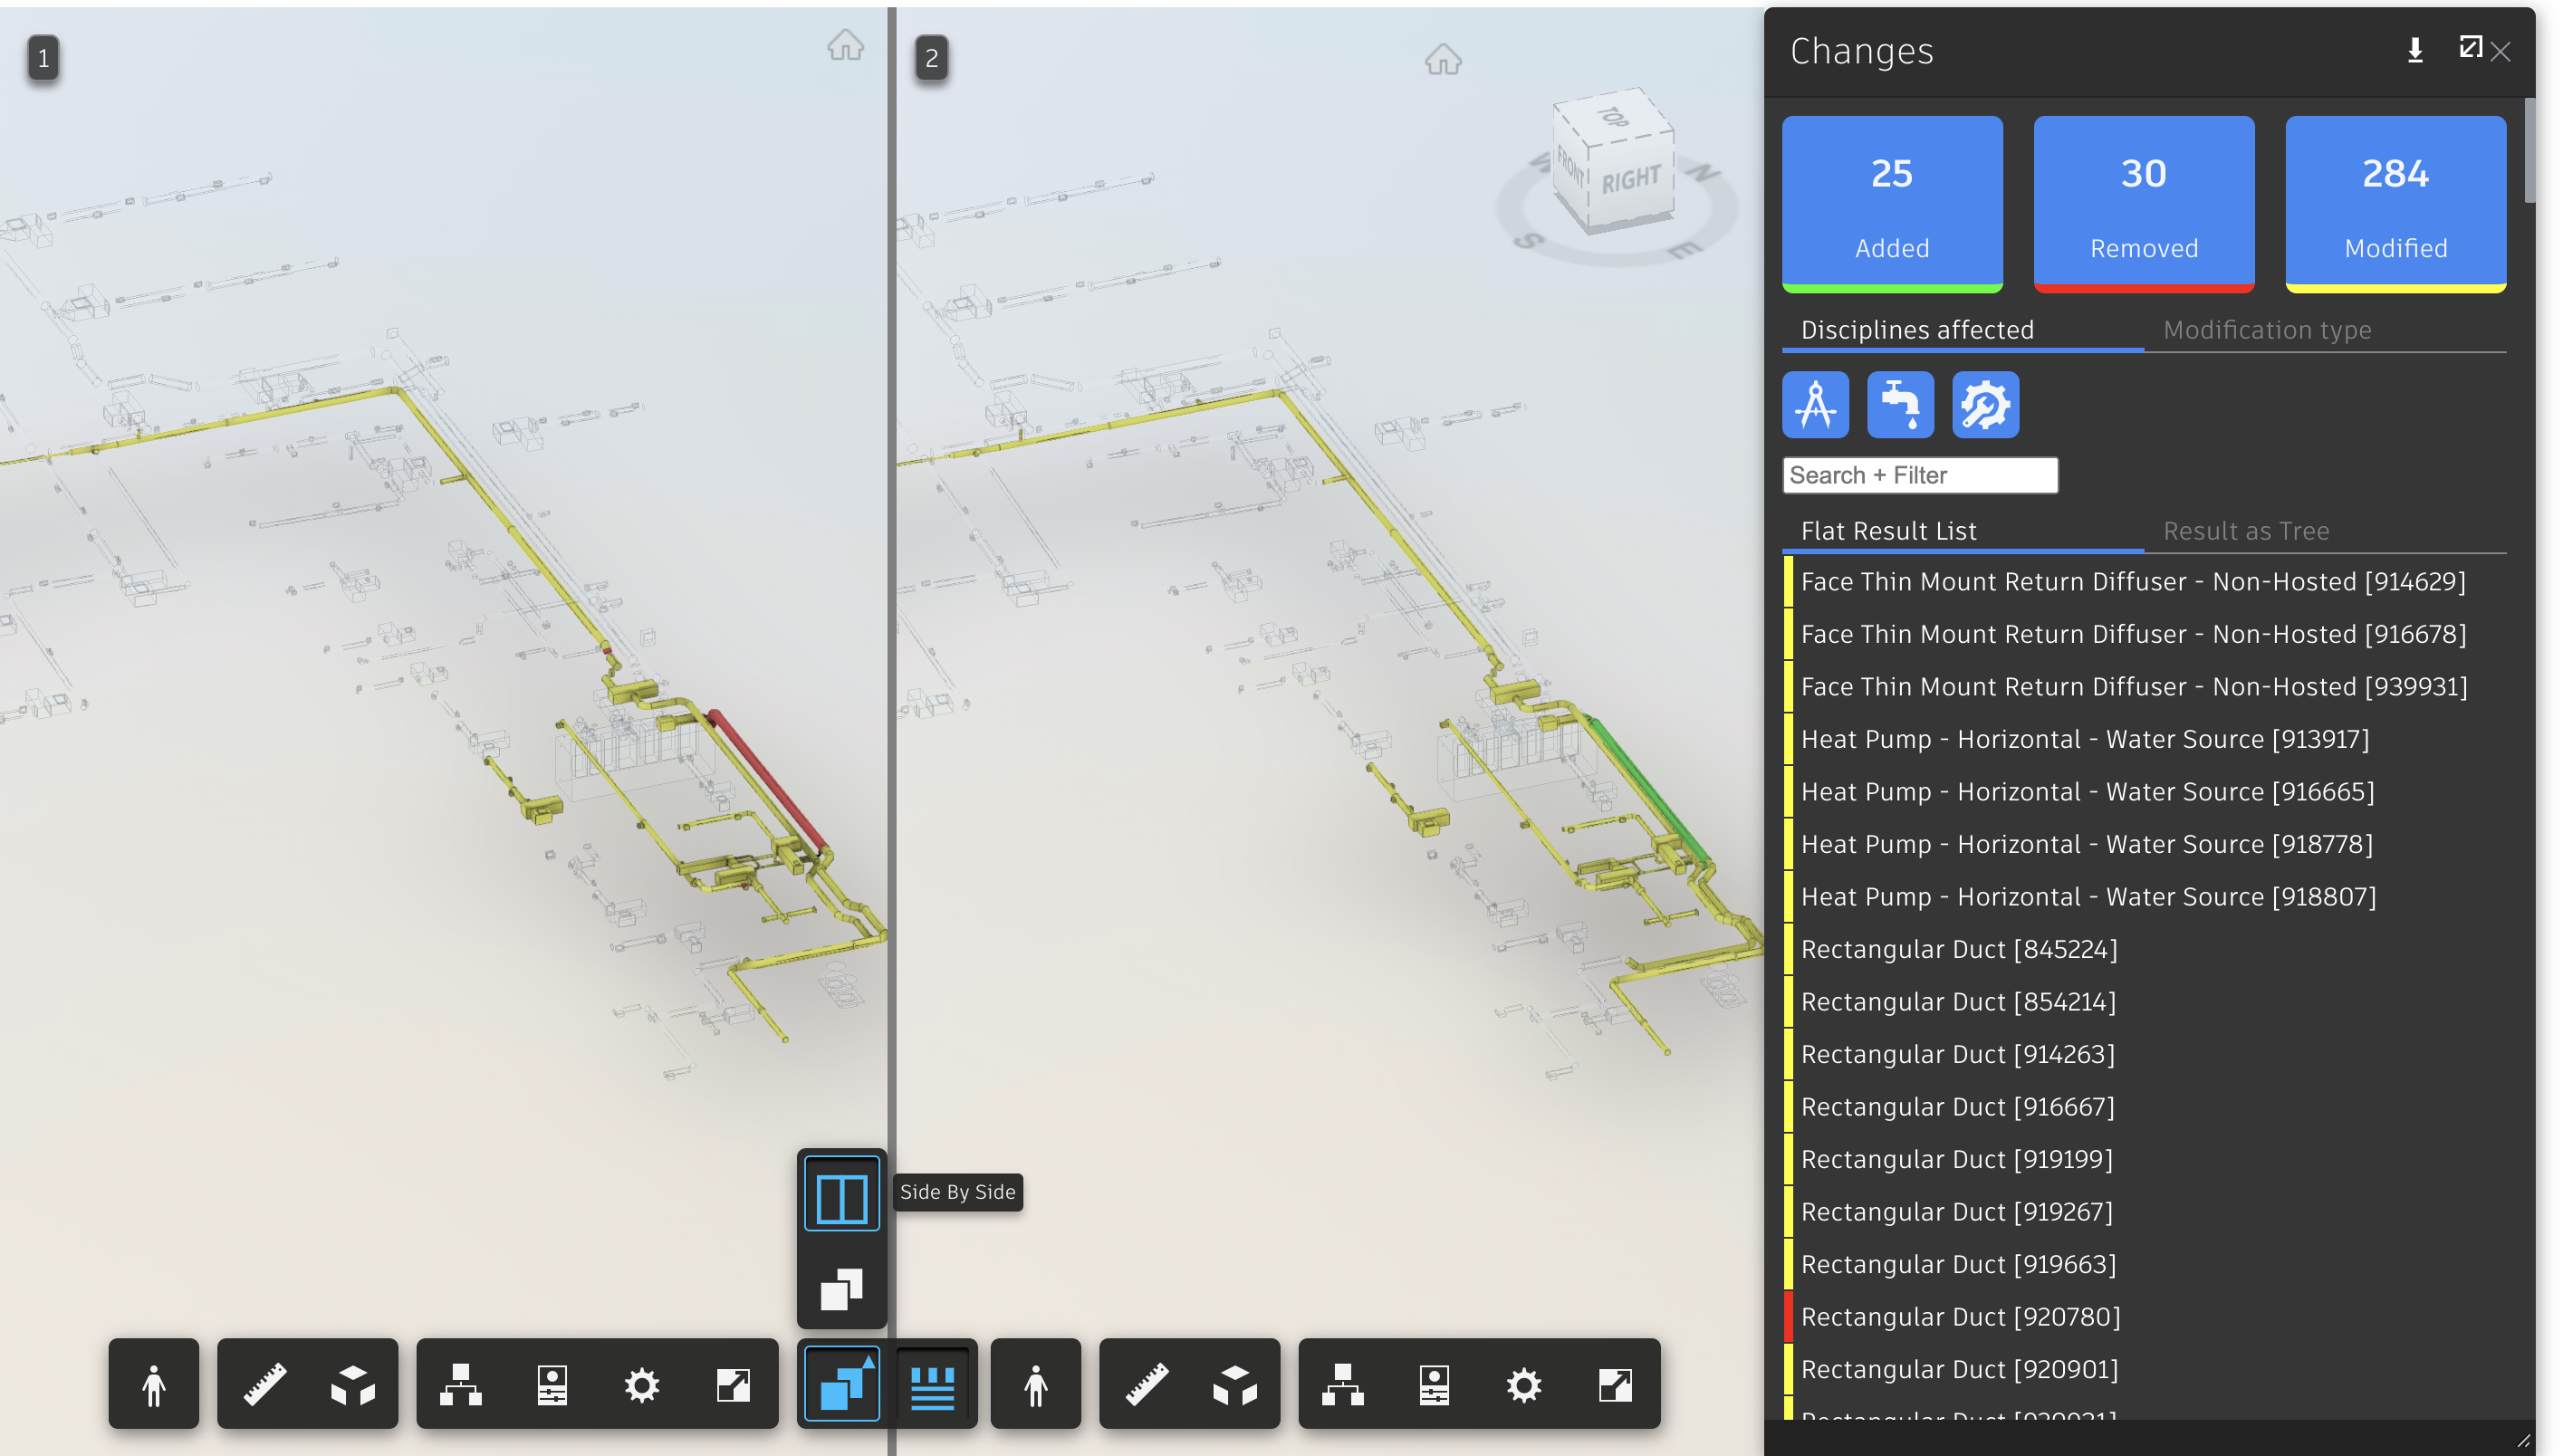 1
2
TOP
FRONT
RIGHT
W
N
S
E
Changes
25
Added
30
Removed
284
Modified
Disciplines affected
Modification type
Search + Filter
Flat Result List
Result as Tree
Face Thin Mount Return Diffuser - Non-Hosted [914629]
Face Thin Mount Return Diffuser - Non-Hosted [916678]
Face Thin Mount Return Diffuser - Non-Hosted [939931]
Heat Pump - Horizontal - Water Source [913917]
Heat Pump - Horizontal - Water Source [916665]
Heat Pump - Horizontal - Water Source [918778]
Heat Pump - Horizontal - Water Source [918807]
Rectangular Duct [845224]
Rectangular Duct [854214]
Rectangular Duct [914263]
Rectangular Duct [916667]
Rectangular Duct [919199]
Rectangular Duct [919267]
Rectangular Duct [919663]
Rectangular Duct [920780]
Rectangular Duct [920901]
Rectangular Duct
Side By Side